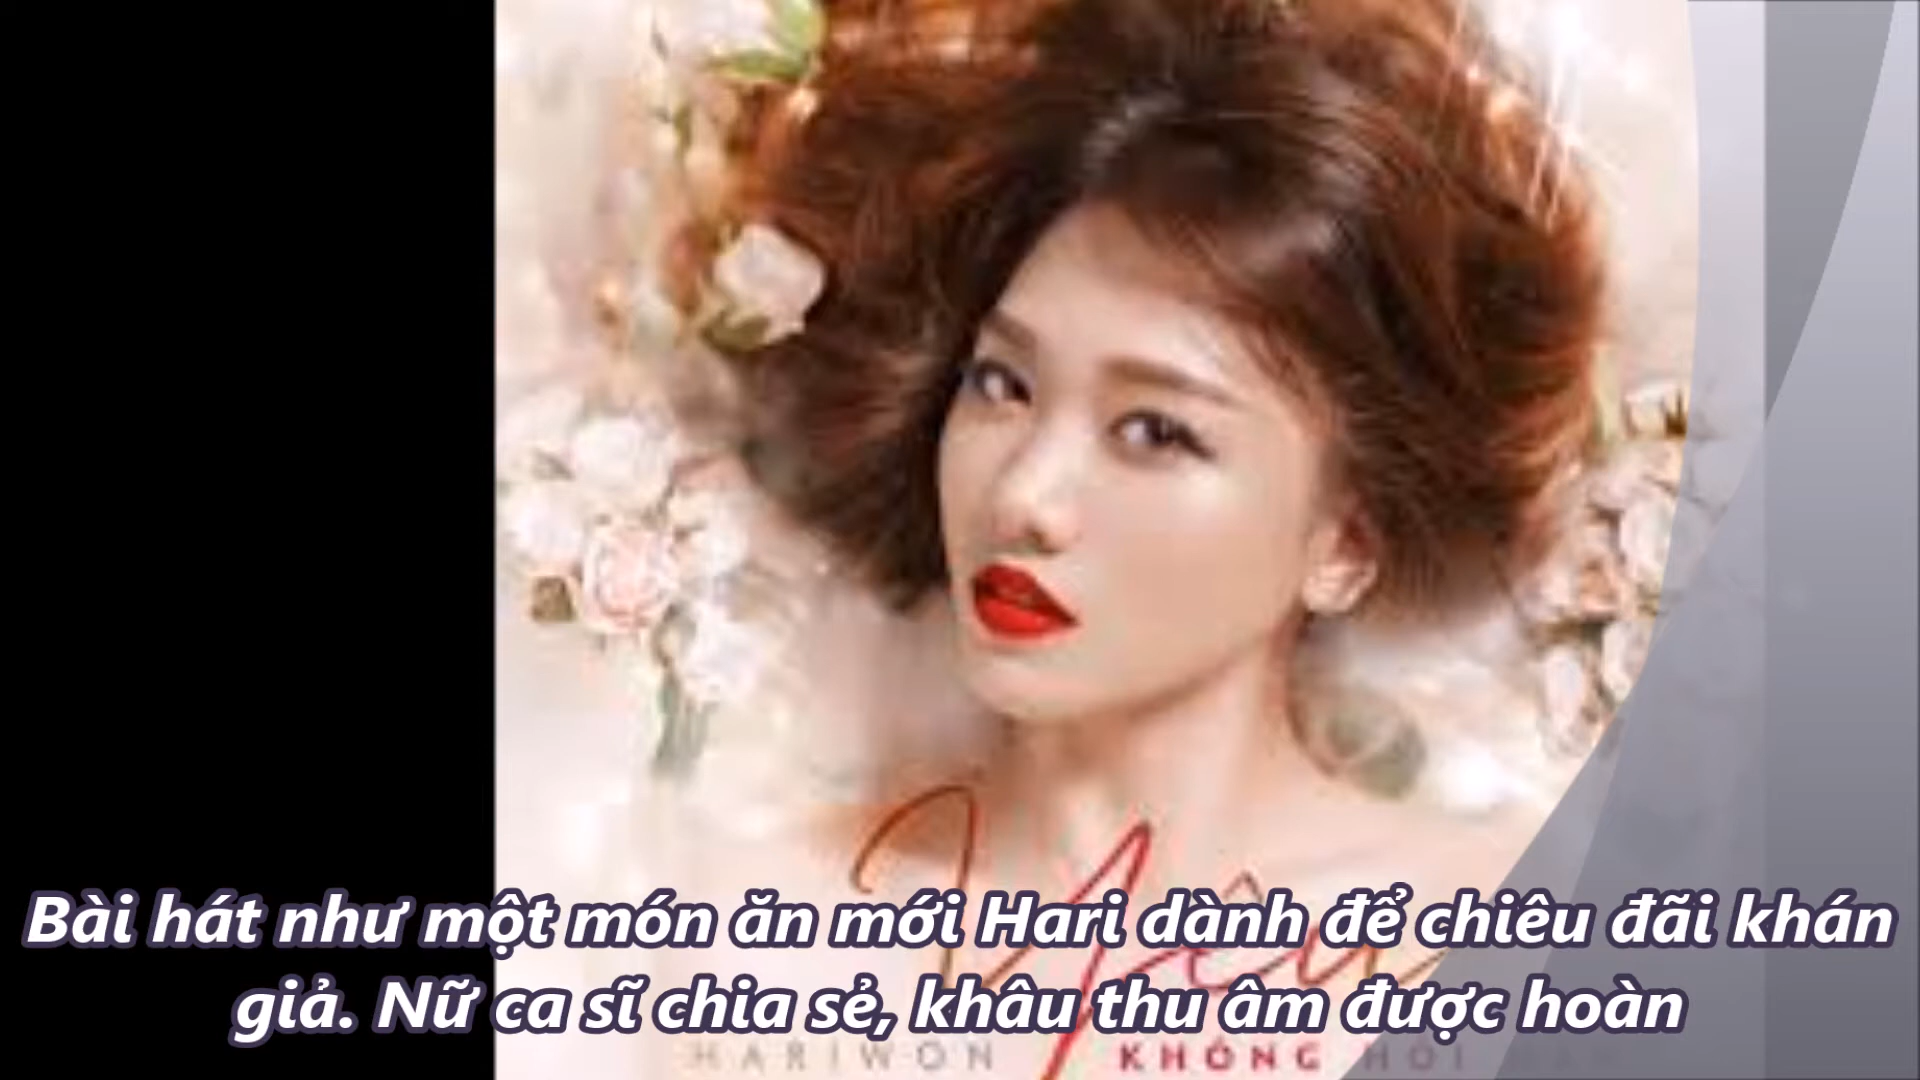 Yêu
Bài hát như một món ăn mới Hari dành để chiêu đãi khán
giả. Nữ ca sĩ chia sẻ, khâu thu âm được hoàn
HARIWON KHÔNG HỐI